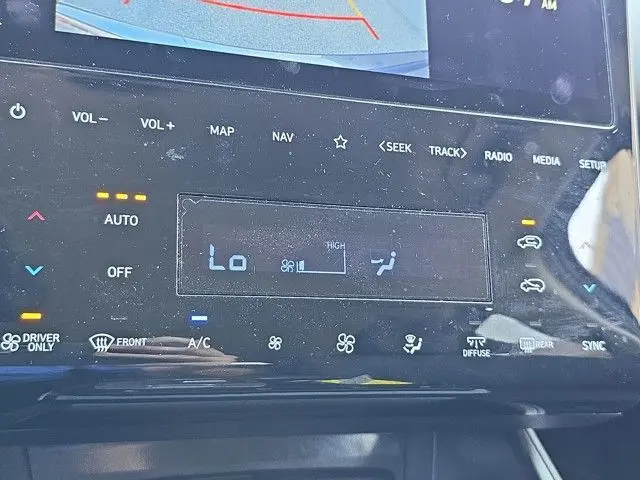 AM
VOL− VOL+ MAP NAV <SEEK TRACK> RADIO MEDIA SETUP
AUTO
HIGH
Lo
OFF
DRIVER ONLY
FRONT
A/C
DIFFUSE
REAR
SYNC